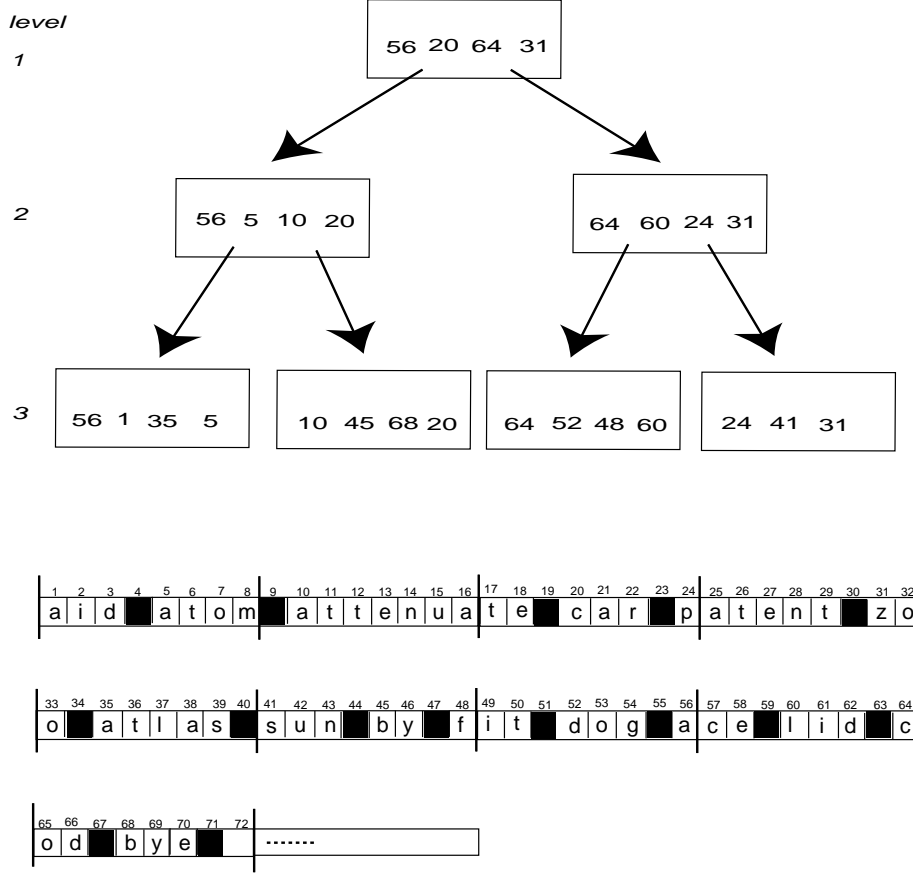 level
1
56 20 64 31
2
56 5 10 20
64 60 24 31
3
56 1 35 5
10 45 68 20
64 52 48 60
24 41 31
1 2 3 4 5 6 7 8 9 10 11 12 13 14 15 16 17 18 19 20 21 22 23 24 25 26 27 28 29 30 31 32
a i d a t o m a t t e n u a t e c a r p a t e n t z o
33 34 35 36 37 38 39 40 41 42 43 44 45 46 47 48 49 50 51 52 53 54 55 56 57 58 59 60 61 62 63 64
o a t l a s s u n b y f i t d o g a c e l i d c
65 66 67 68 69 70 71 72
o d b y e .......